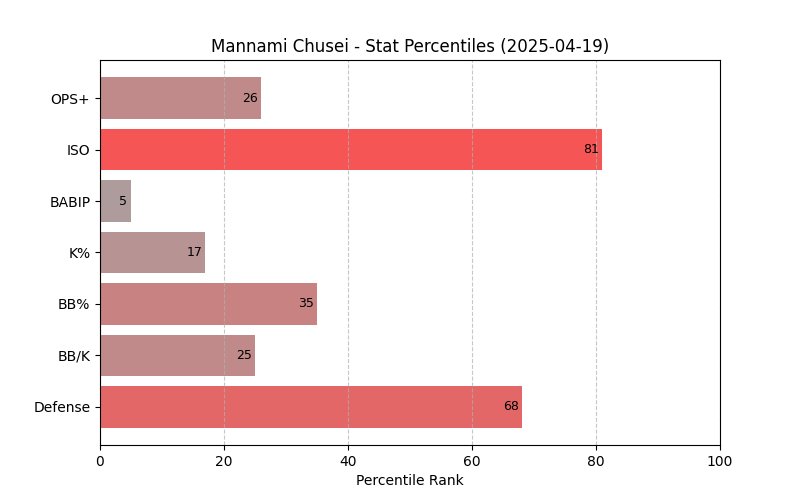 Mannami Chusei - Stat Percentiles (2025-04-19)
OPS+ 26
ISO 81
BABIP 5
K% 17
BB% 35
BB/K 25
Defense 68
0 20 40 60 80 100
Percentile Rank